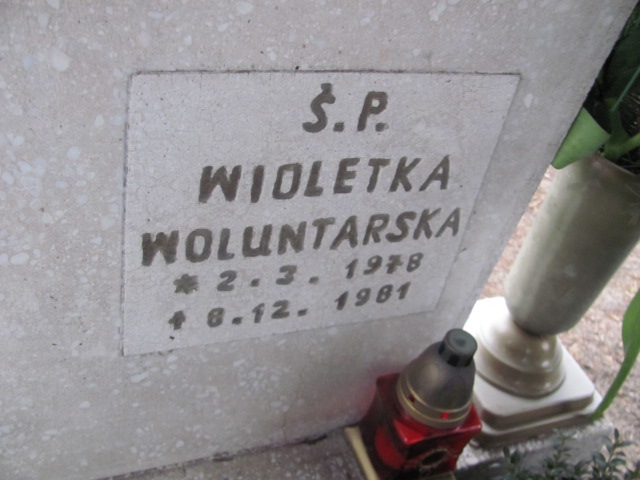 Ś.P.
WIOLETKA
WOLUNTARSKA
* 2.3. 1978
✝ 8.12. 1981